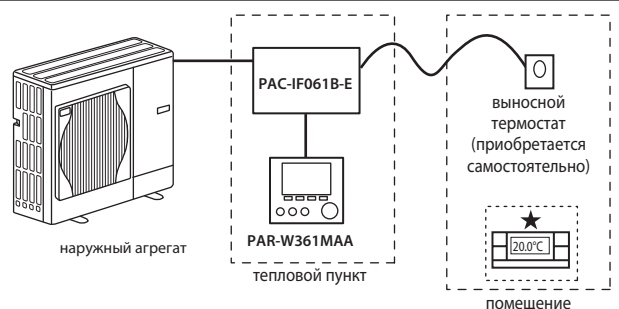 PAC-IF061B-E
выносной
термостат
(приобретается
самостоятельно)
наружный агрегат
PAR-W361MAA
20.0°C
тепловой пункт
помещение